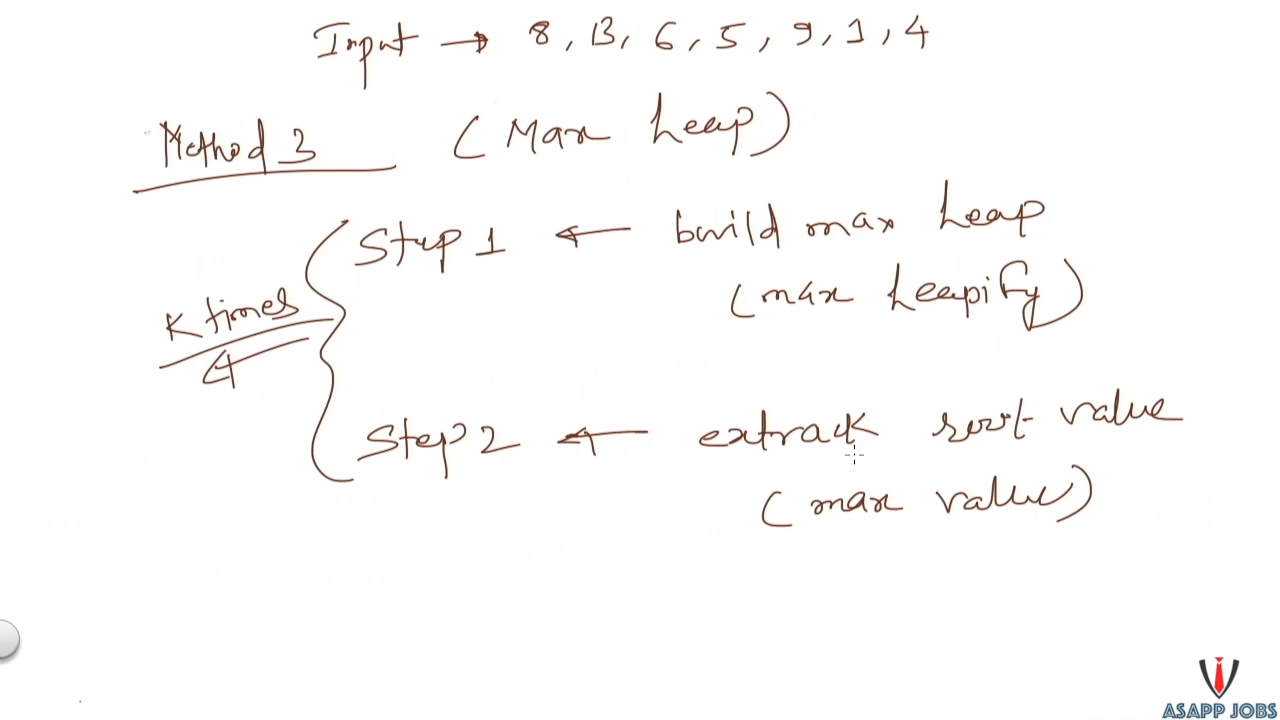 Input → 8, 13, 6, 5, 9, 1, 4
Method 3 (Max heap)
Step 1 ← build max heap
(max heapify)
K times
4
Step 2 ← extrack root value
(max value)
ASAPP JOBS